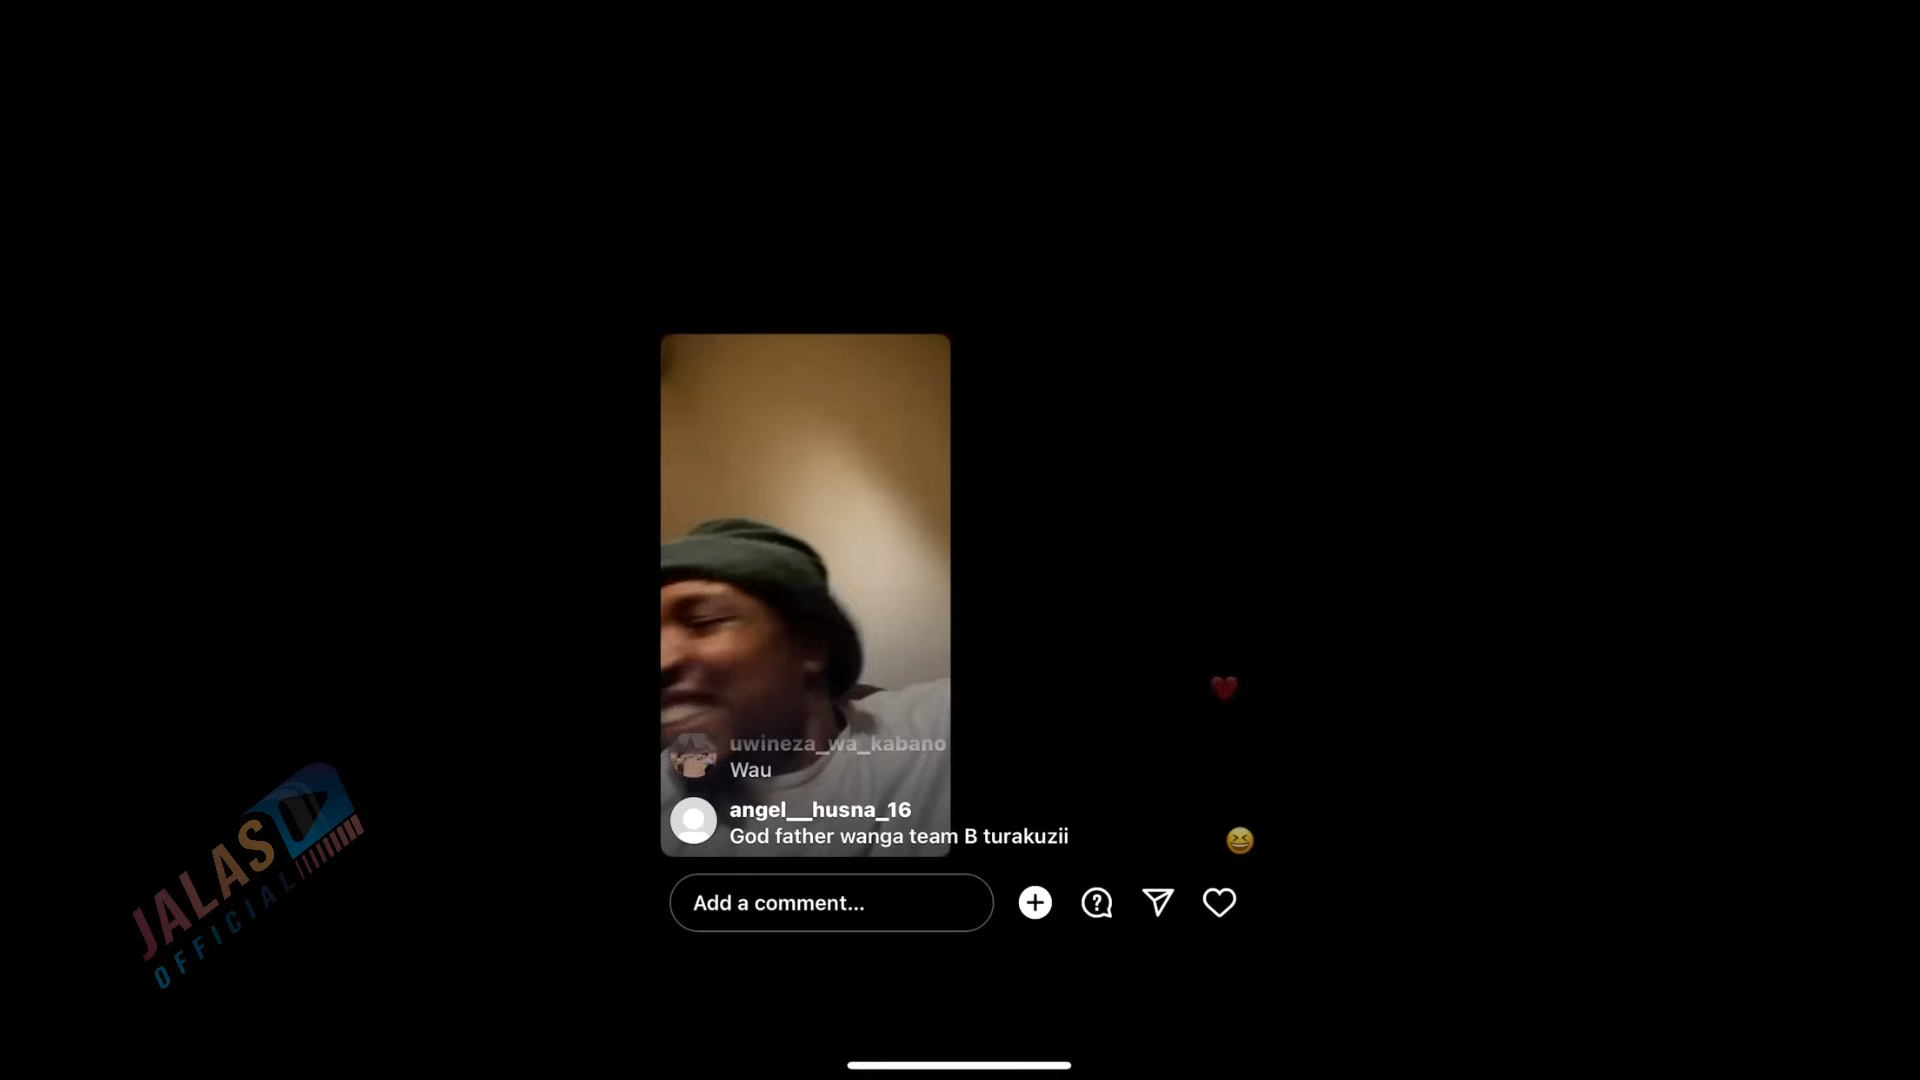 uwineza_wa_kabano
Wau
angel__husna_16
God father wanga team B turakuzii
Add a comment...
JALAS
OFFICIAL